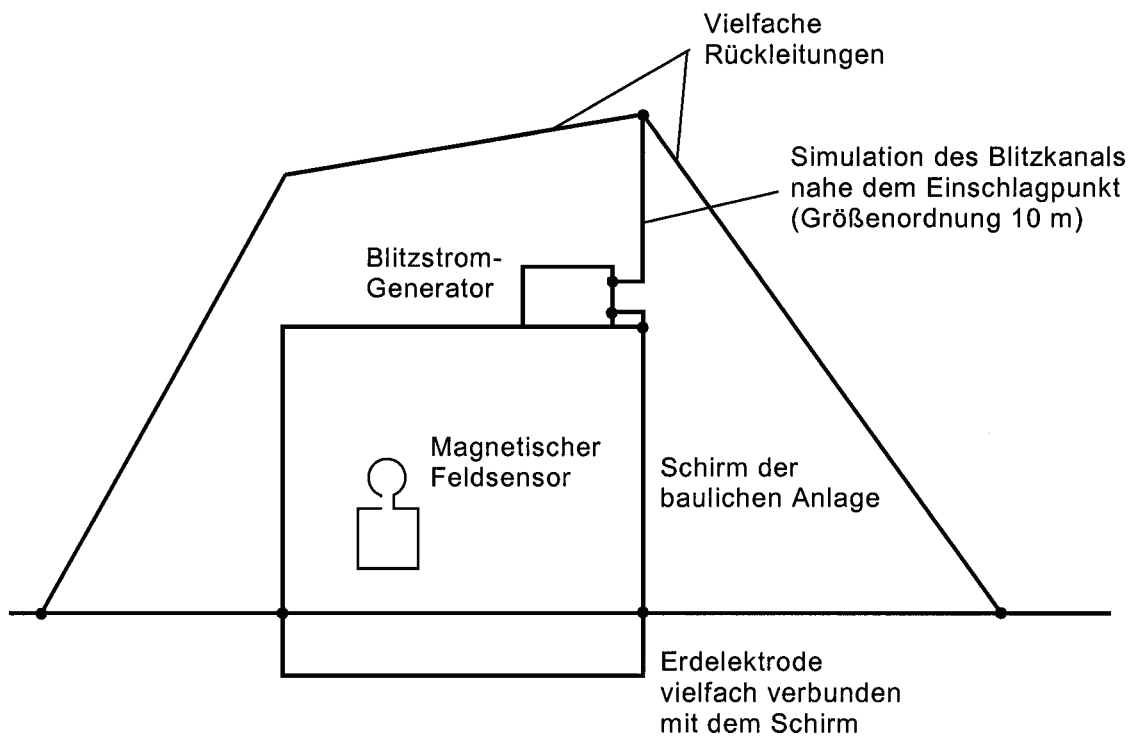 Vielfache
Rückleitungen
Simulation des Blitzkanals
nahe dem Einschlagpunkt
(Größenordnung 10 m)
Blitzstrom-
Generator
Magnetischer
Feldsensor
Schirm der
baulichen Anlage
Erdelektrode
vielfach verbunden
mit dem Schirm